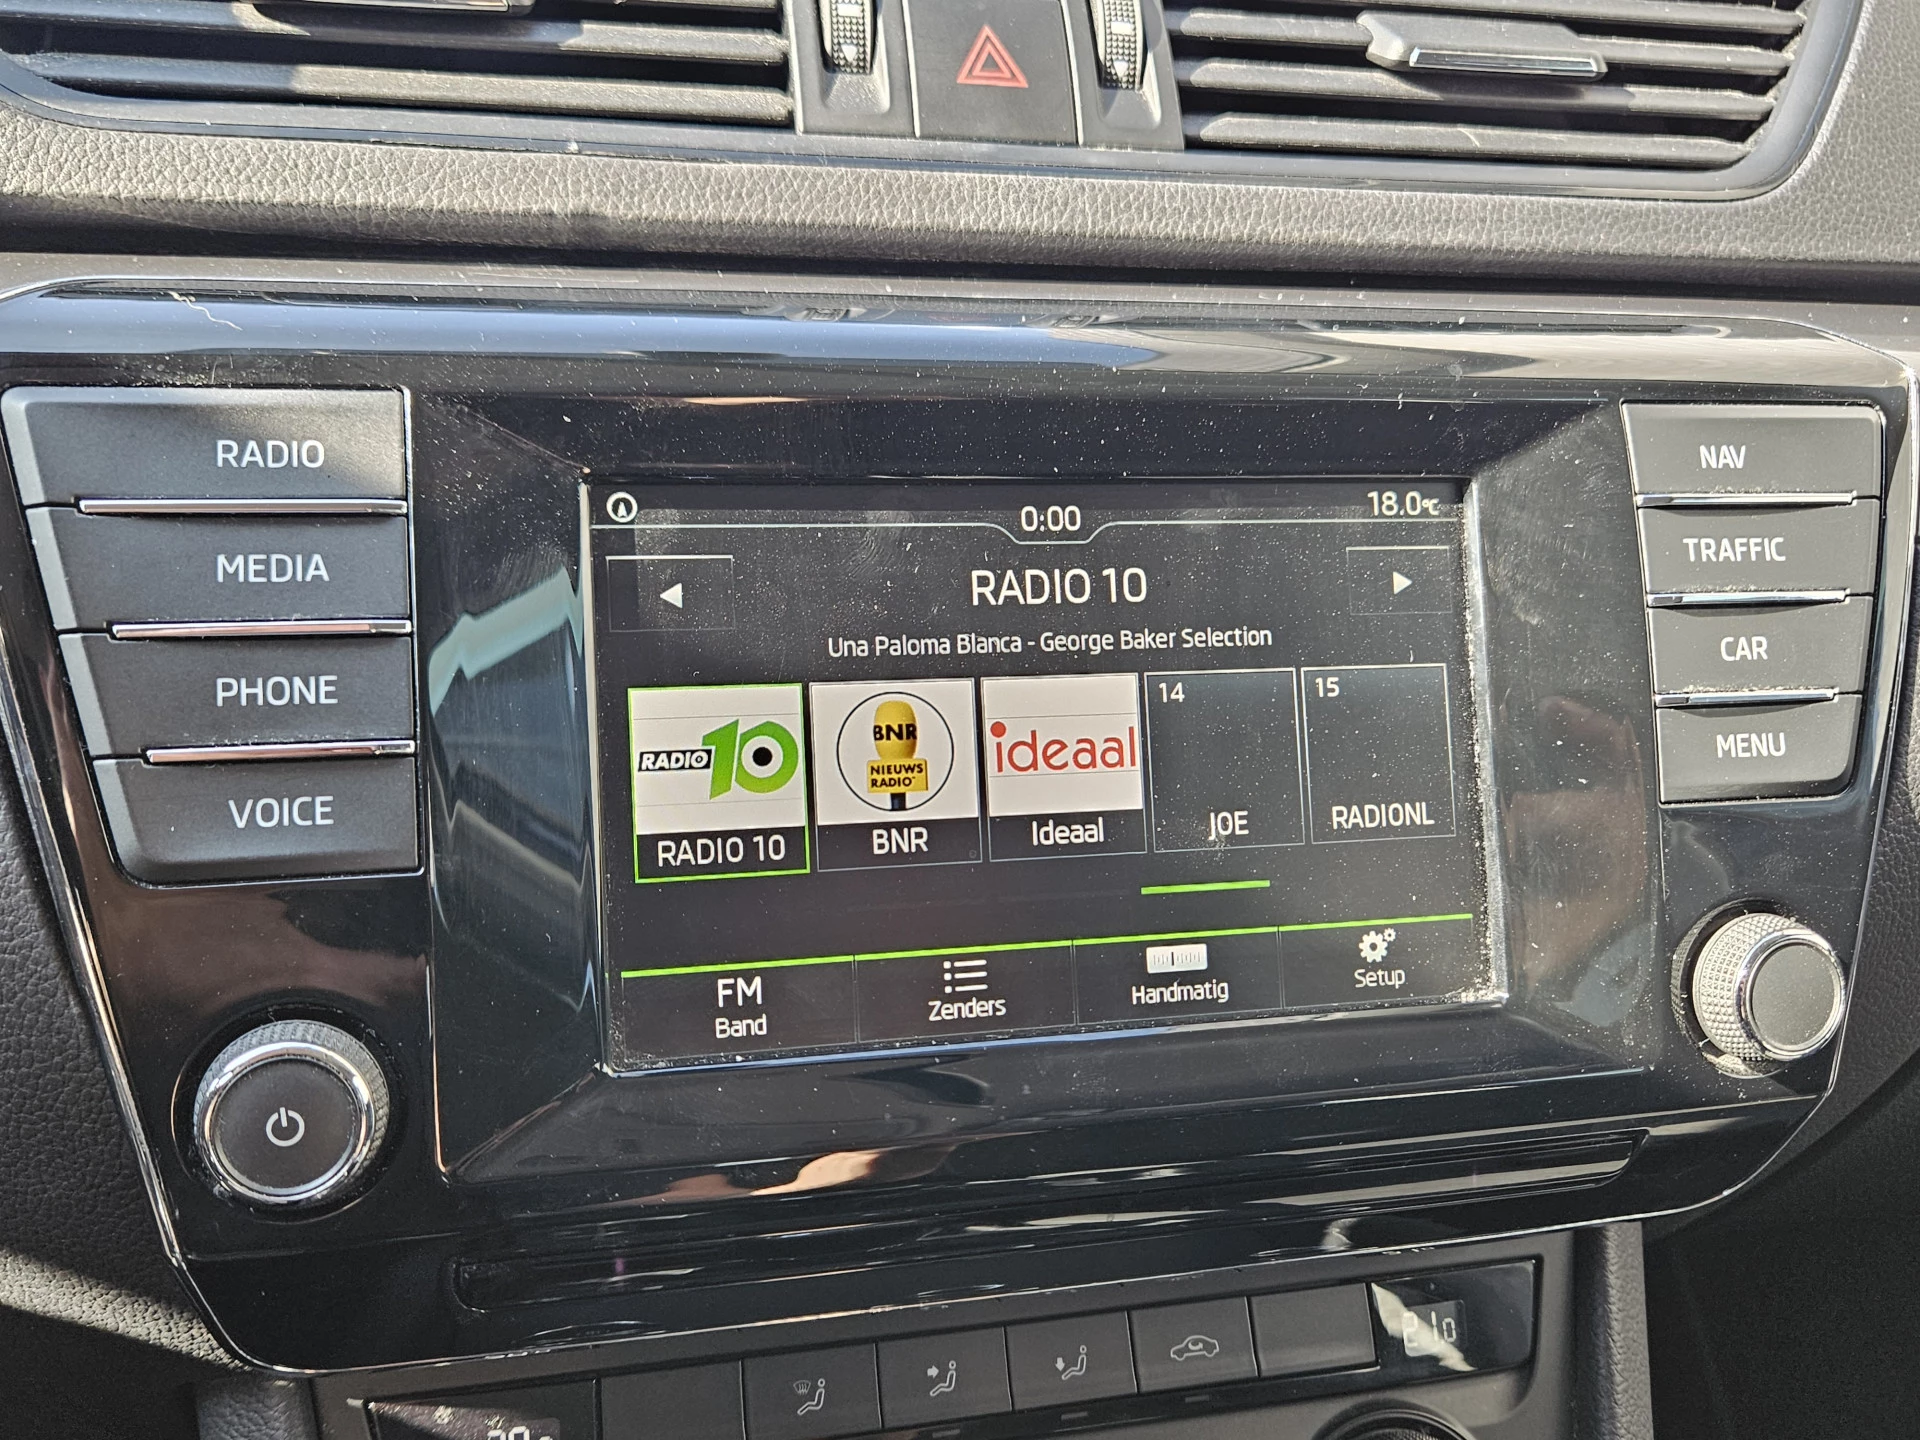 RADIO
MEDIA
PHONE
VOICE
0:00
18.0°C
RADIO 10
Una Paloma Blanca - George Baker Selection
RADIO 10
BNR
NIEUWS
RADIO
ideaal
14
15
RADIO 10
BNR
Ideaal
JOE
RADIONL
FM
Band
Zenders
Handmatig
Setup
NAV
TRAFFIC
CAR
MENU